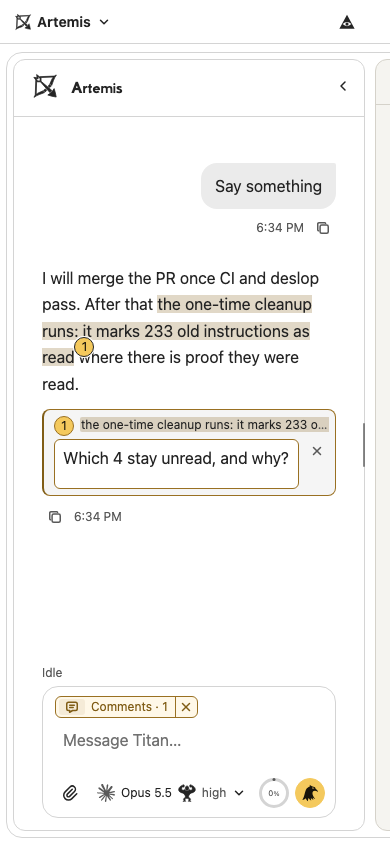 Artemis
Artemis
Say something
6:34 PM
I will merge the PR once CI and deslop
pass. After that the one-time cleanup
runs: it marks 233 old instructions as
read 1 where there is proof they were
read.
1 the one-time cleanup runs: it marks 233 o...
Which 4 stay unread, and why?
6:34 PM
Idle
Comments · 1
Message Titan...
Opus 5.5 high 0%